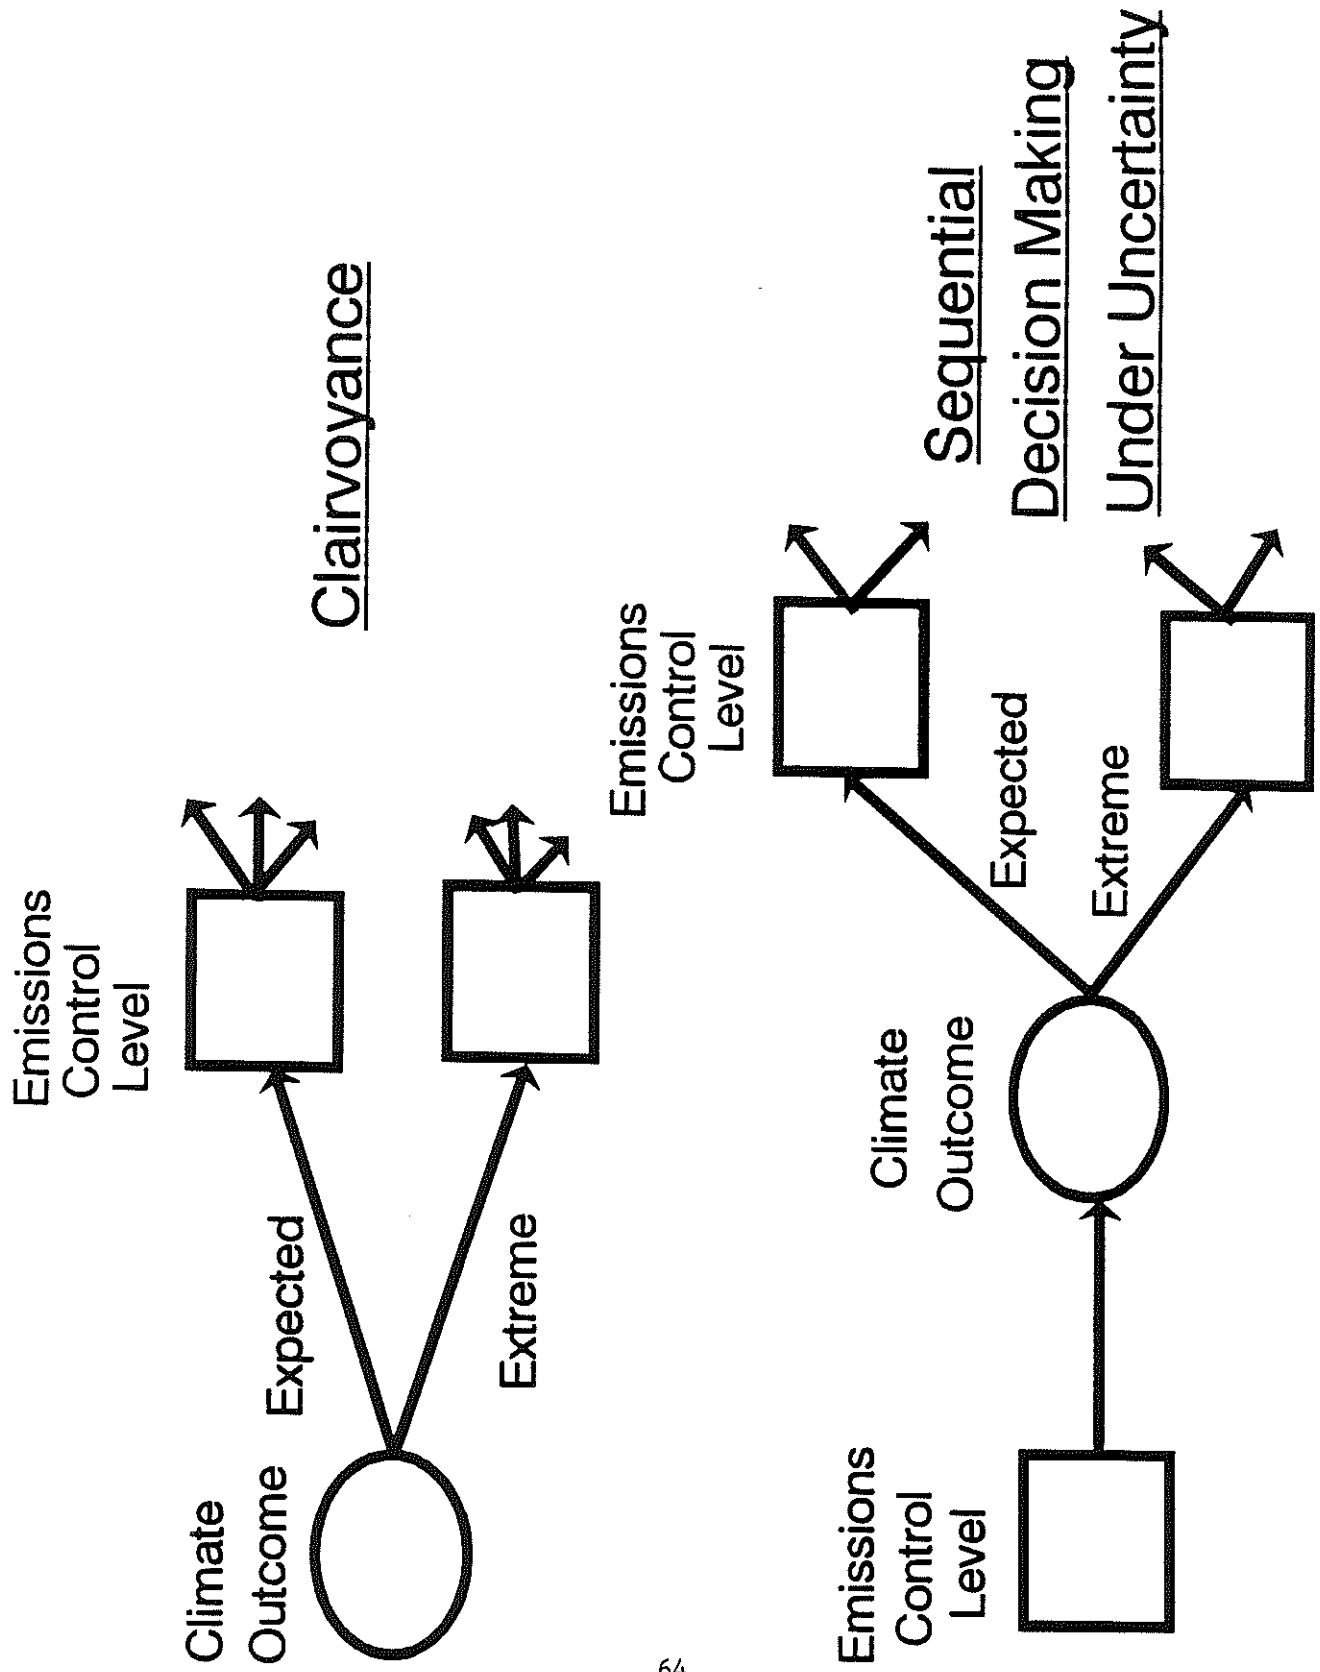 Emissions
Control
Level
Climate
Outcome
Expected
Extreme
Clairvoyance
Emissions
Control
Level
Climate
Outcome
Expected
Extreme
Emissions
Control
Level
Sequential
Decision Making
Under Uncertainty
64